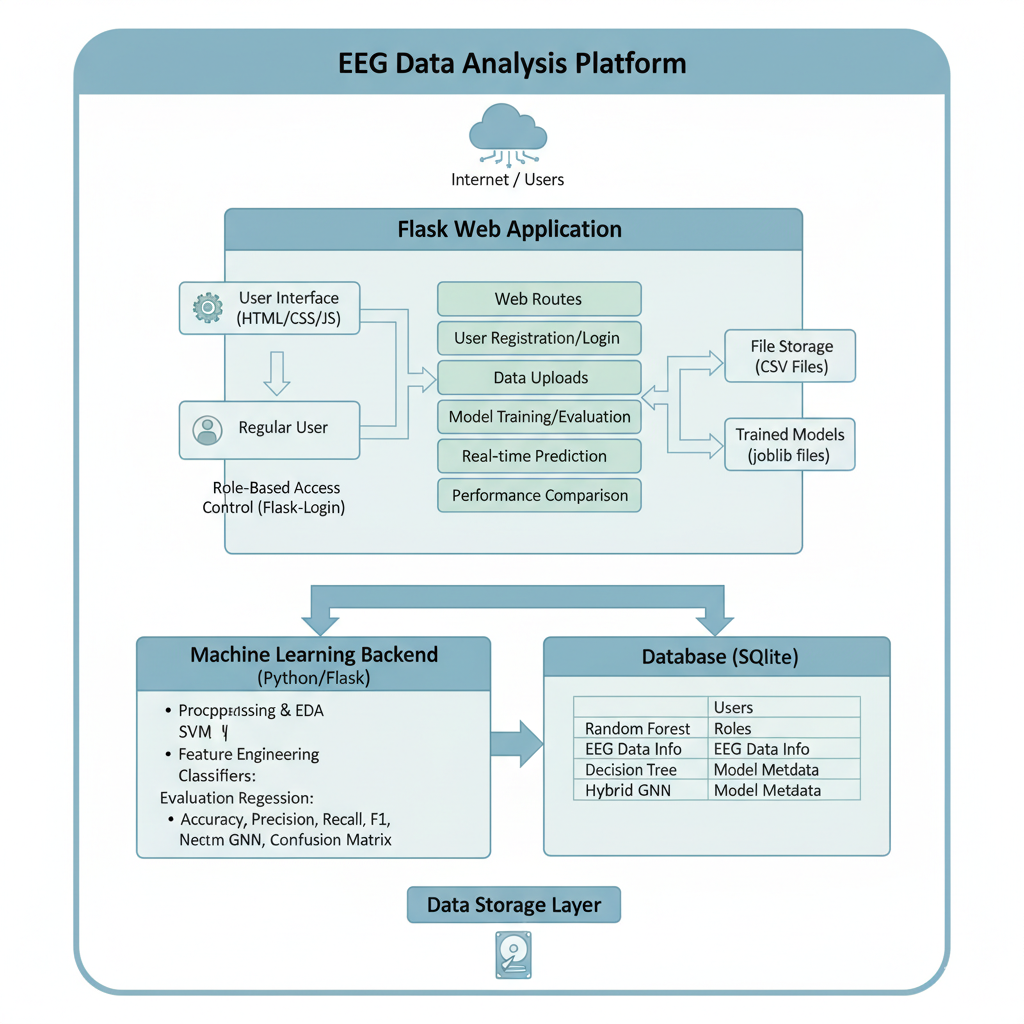 EEG Data Analysis Platform
Internet / Users
Flask Web Application
User Interface
(HTML/CSS/JS)
Regular User
Role-Based Access
Control (Flask-Login)
Web Routes
User Registration/Login
Data Uploads
Model Training/Evaluation
Real-time Prediction
Performance Comparison
File Storage
(CSV Files)
Trained Models
(joblib files)
Machine Learning Backend
(Python/Flask)
• & EDA
SVM
• Feature Engineering
Classifiers:
Evaluation Regression:
• Accuracy, Precision, Recall, F1,
GNN, Confusion Matrix
Database (SQlite)
Users
Random Forest Roles
EEG Data Info EEG Data Info
Decision Tree Model Metdata
Hybrid GNN Model Metdata
Data Storage Layer